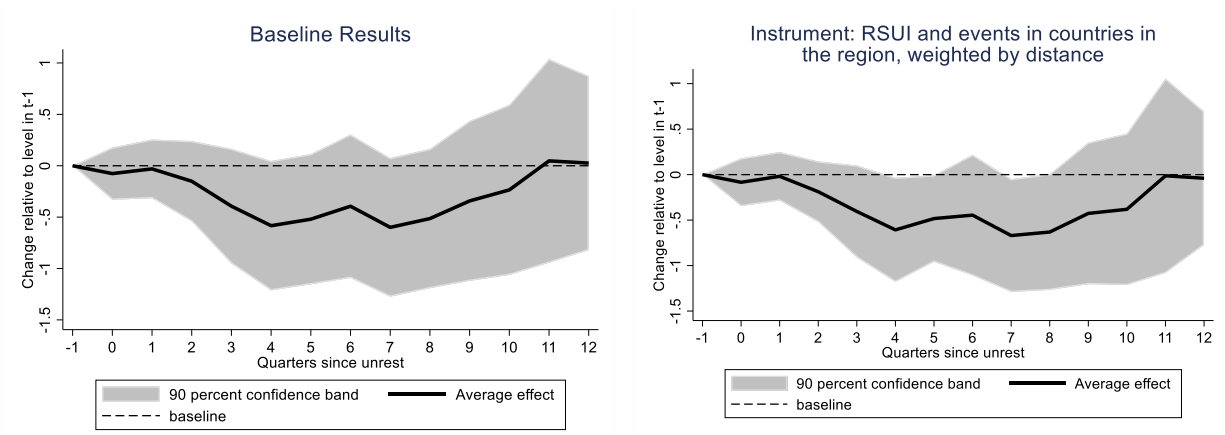 Baseline Results
Change relative to level in t-1
1
.5
0
-.5
-1
-1.5
-1 0 1 2 3 4 5 6 7 8 9 10 11 12
Quarters since unrest
90 percent confidence band Average effect
baseline
Instrument: RSUI and events in countries in
the region, weighted by distance
Change relative to level in t-1
1
.5
0
-.5
-1
-1.5
-1 0 1 2 3 4 5 6 7 8 9 10 11 12
Quarters since unrest
90 percent confidence band Average effect
baseline